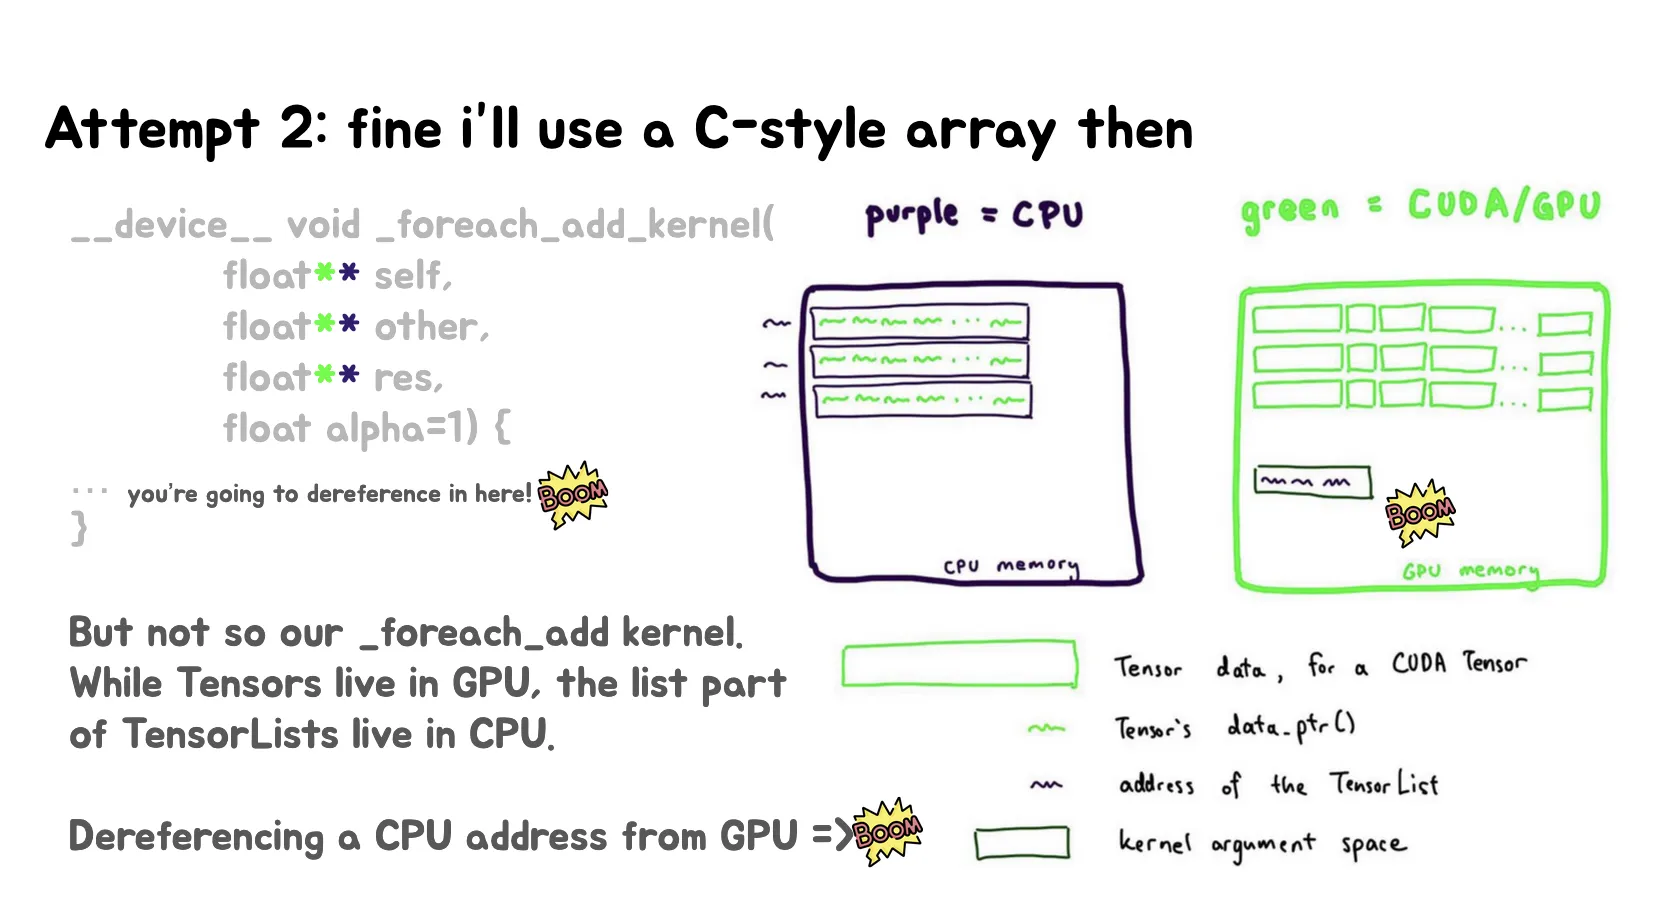 Attempt 2: fine i'll use a C-style array then
__device__ void _foreach_add_kernel(
float** self,
float** other,
float** res,
float alpha=1) {
... you're going to dereference in here! BOOM
}
But not so our _foreach_add kernel.
While Tensors live in GPU, the list part
of TensorLists live in CPU.
Dereferencing a CPU address from GPU => BOOM
purple = CPU
green = CUDA/GPU
...
...
...
CPU memory
...
...
...
BOOM
GPU memory
Tensor data, for a CUDA Tensor
Tensor's data_ptr()
address of the TensorList
kernel argument space